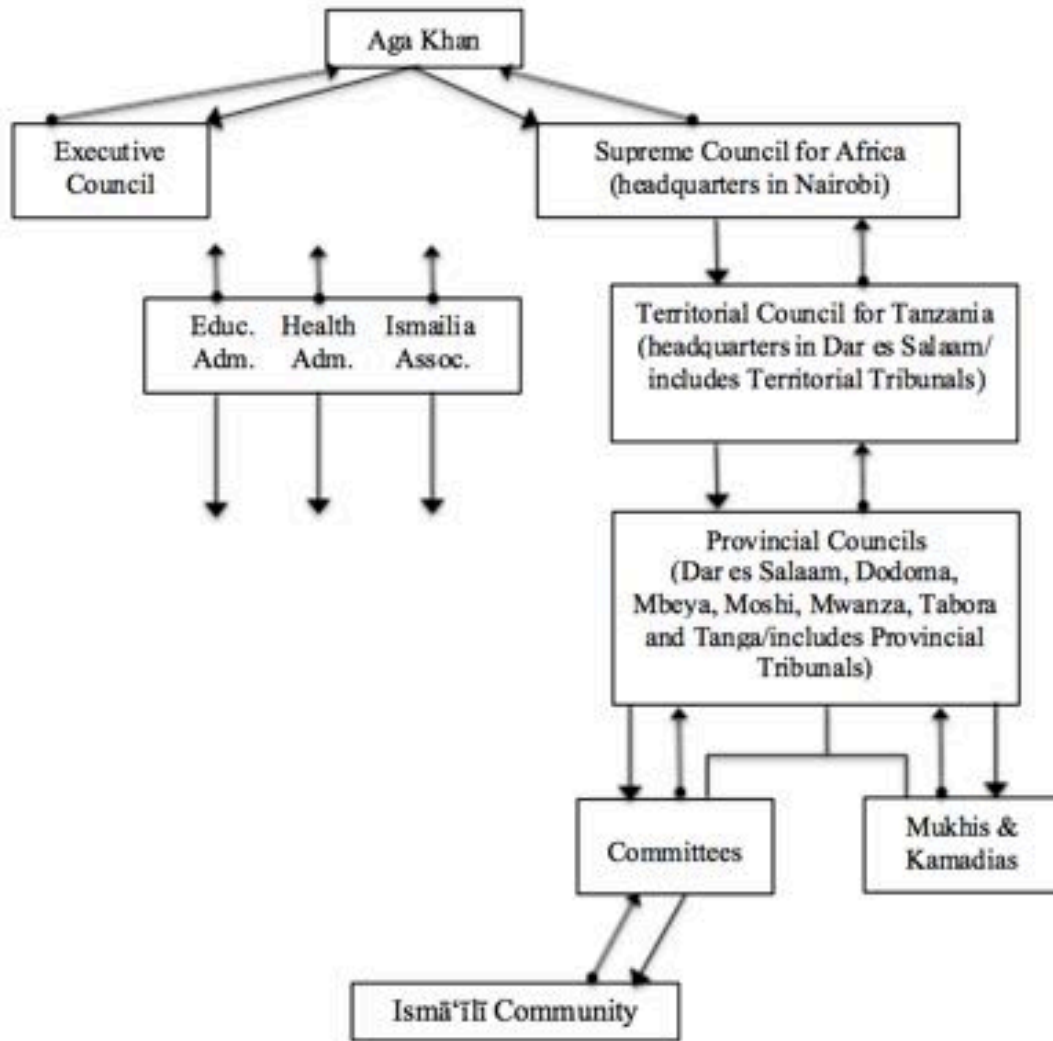 Aga Khan
Executive
Council
Supreme Council for Africa
(headquarters in Nairobi)
Educ. Health Ismailia
Adm. Adm. Assoc.
Territorial Council for Tanzania
(headquarters in Dar es Salaam/
includes Territorial Tribunals)
Provincial Councils
(Dar es Salaam, Dodoma,
Mbeya, Moshi, Mwanza, Tabora
and Tanga/includes Provincial
Tribunals)
Committees
Mukhis &
Kamadias
Ismā‘īlī Community